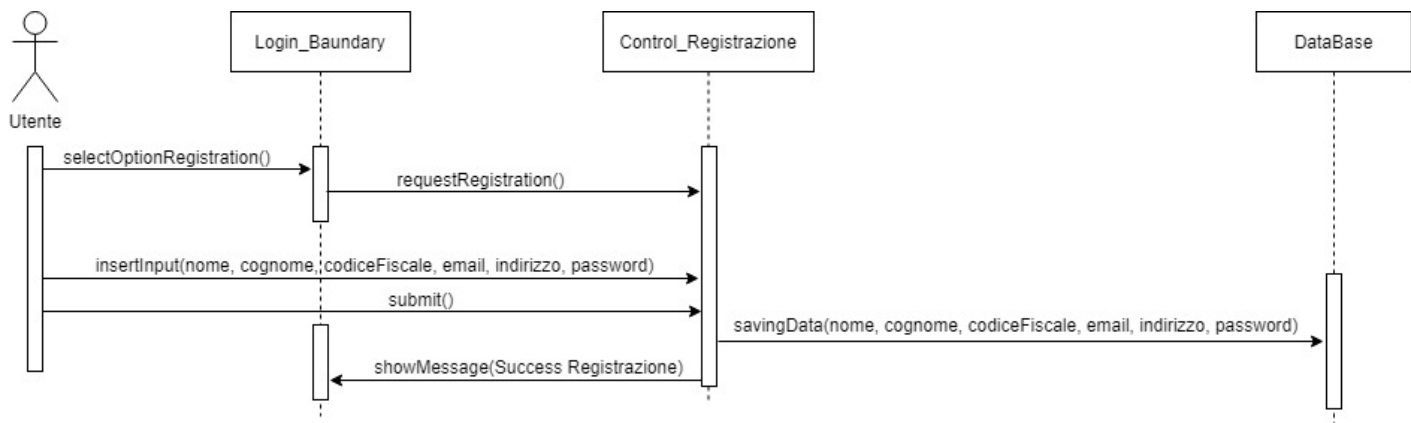 Login_Baundary
Control_Registrazione
DataBase
Utente
selectOptionRegistration()
requestRegistration()
insertInput(nome, cognome, codiceFiscale, email, indirizzo, password)
submit()
savingData(nome, cognome, codiceFiscale, email, indirizzo, password)
showMessage(Success Registrazione)